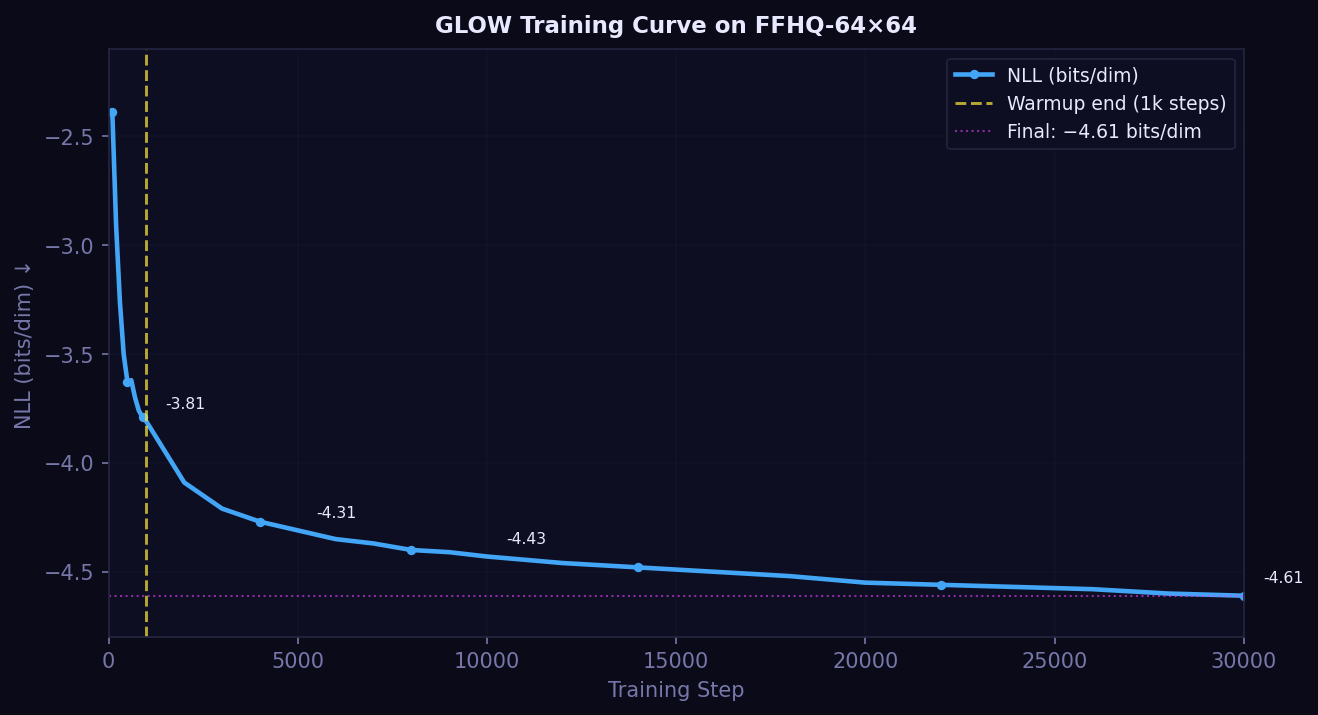 GLOW Training Curve on FFHQ-64×64
NLL (bits/dim)
Warmup end (1k steps)
Final: −4.61 bits/dim
NLL (bits/dim) ↓
−2.5
−3.0
−3.5
−4.0
−4.5
-3.81
-4.31
-4.43
-4.61
0
5000
10000
15000
20000
25000
30000
Training Step